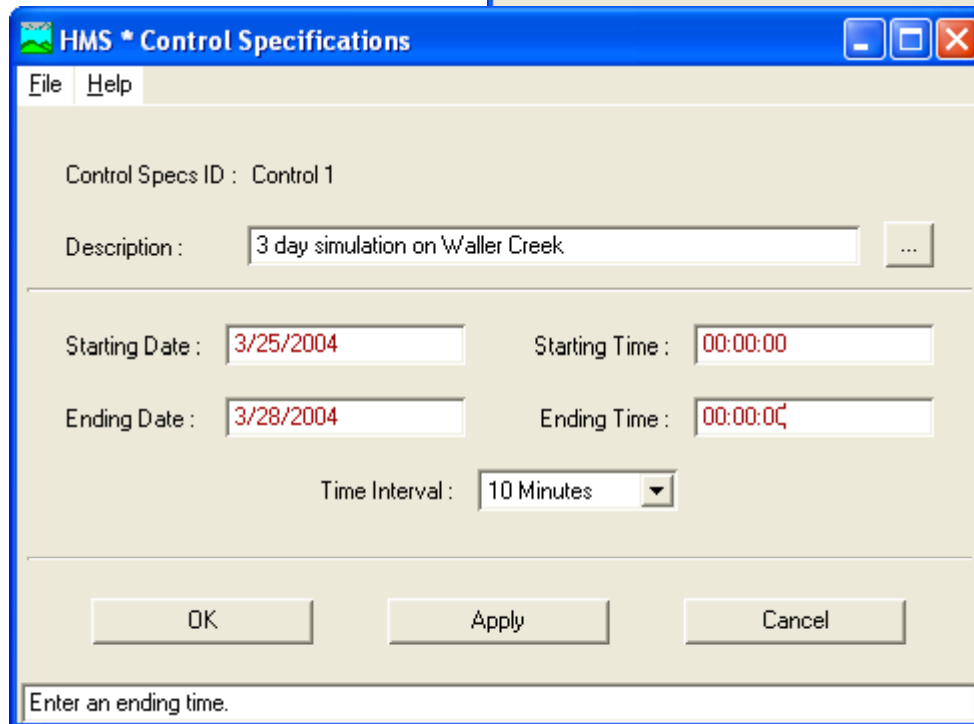 HMS * Control Specifications
File Help
Control Specs ID : Control 1
Description : 3 day simulation on Waller Creek ...
Starting Date : 3/25/2004 Starting Time : 00:00:00
Ending Date : 3/28/2004 Ending Time : 00:00:00
Time Interval : 10 Minutes
OK Apply Cancel
Enter an ending time.